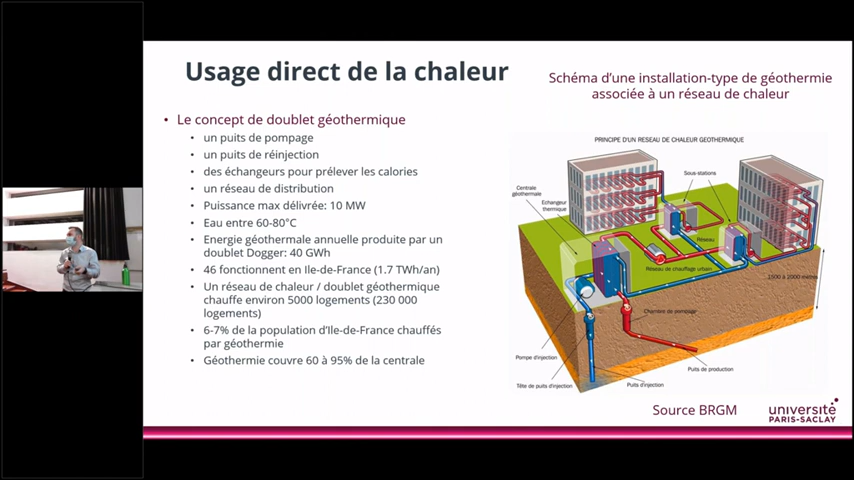 Usage direct de la chaleur
Schéma d'une installation-type de géothermie
associée à un réseau de chaleur
• Le concept de doublet géothermique
• un puits de pompage
• un puits de réinjection
• des échangeurs pour prélever les calories
• un réseau de distribution
• Puissance max délivrée: 10 MW
• Eau entre 60-80°C
• Energie géothermale annuelle produite par un
doublet Dogger: 40 GWh
• 46 fonctionnent en Ile-de-France (1.7 TWh/an)
• Un réseau de chaleur / doublet géothermique
chauffe environ 5000 logements (230 000
logements)
• 6-7% de la population d'Ile-de-France chauffés
par géothermie
• Géothermie couvre 60 à 95% de la centrale
PRINCIPE D'UN RESEAU DE CHALEUR GEOTHERMIQUE
Sous-stations
Centrale
géothermique
Echangeur
thermique
Réseau
Réseau de chauffage urbain
1500 à 2000 mètres
Chambre de pompage
Pompe d'injection
Puits de production
Tête de puits d'injection
Puits d'injection
Source BRGM
université
PARIS-SACLAY